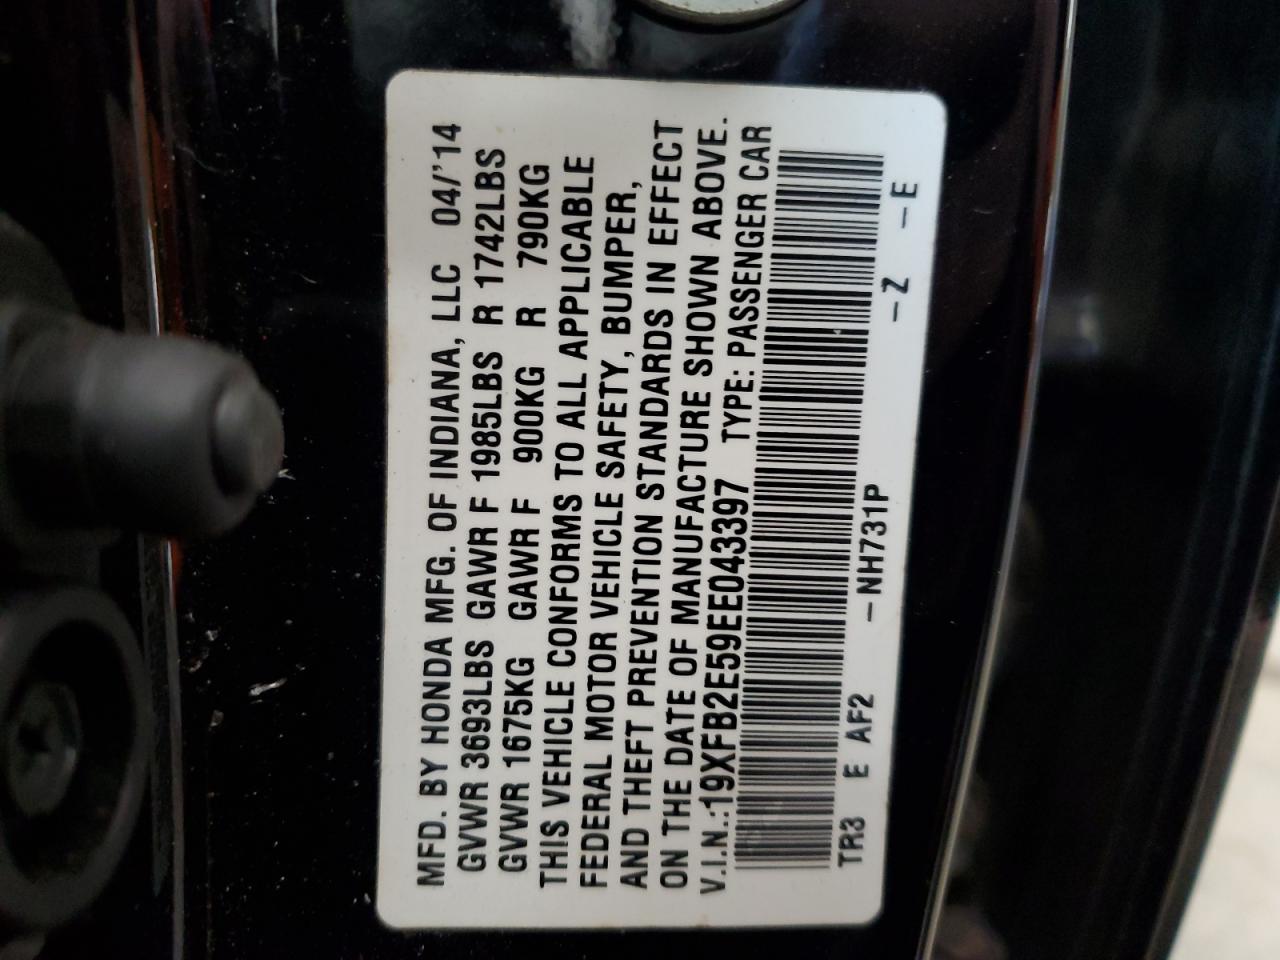 MFD. BY HONDA MFG. OF INDIANA, LLC 04/'14
GVWR 3693LBS GAWR F 1985LBS R 1742LBS
GVWR 1675KG GAWR F 900KG R 790KG
THIS VEHICLE CONFORMS TO ALL APPLICABLE
FEDERAL MOTOR VEHICLE SAFETY, BUMPER,
AND THEFT PREVENTION STANDARDS IN EFFECT
ON THE DATE OF MANUFACTURE SHOWN ABOVE.
V.I.N.:19XFB2E59EE043397 TYPE: PASSENGER CAR
TR3 E AF2 –NH731P –Z –E